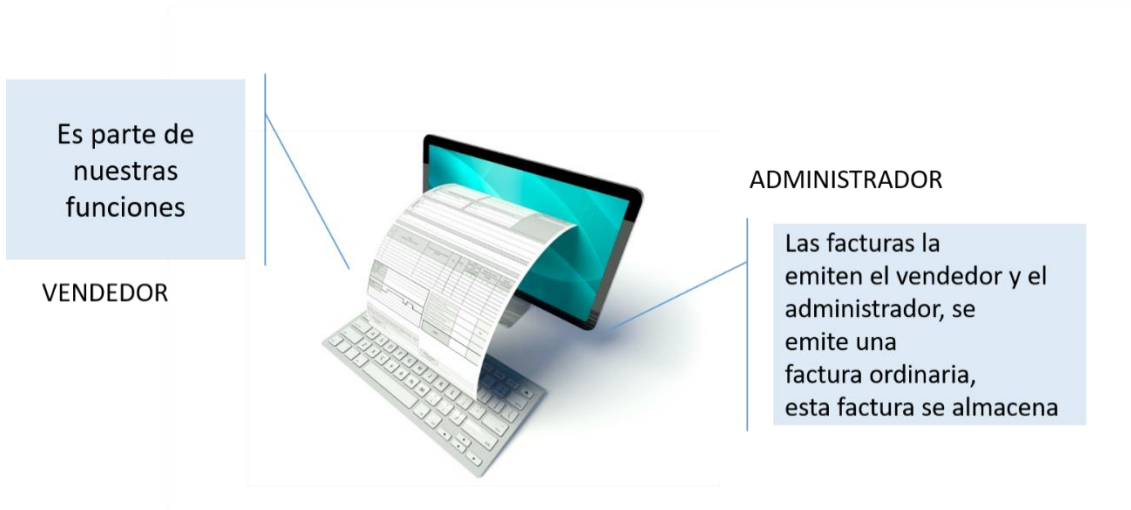 Es parte de
nuestras
funciones
VENDEDOR
ADMINISTRADOR
Las facturas la
emiten el vendedor y el
administrador, se
emite una
factura ordinaria,
esta factura se almacena